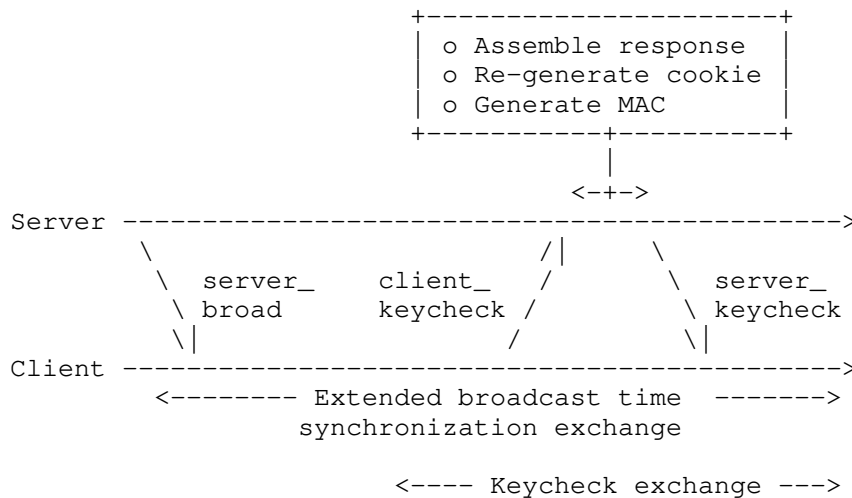 o Assemble response
o Re-generate cookie
o Generate MAC
Server
server_ client_ server_
broad keycheck keycheck
Client
Extended broadcast time
synchronization exchange
Keycheck exchange